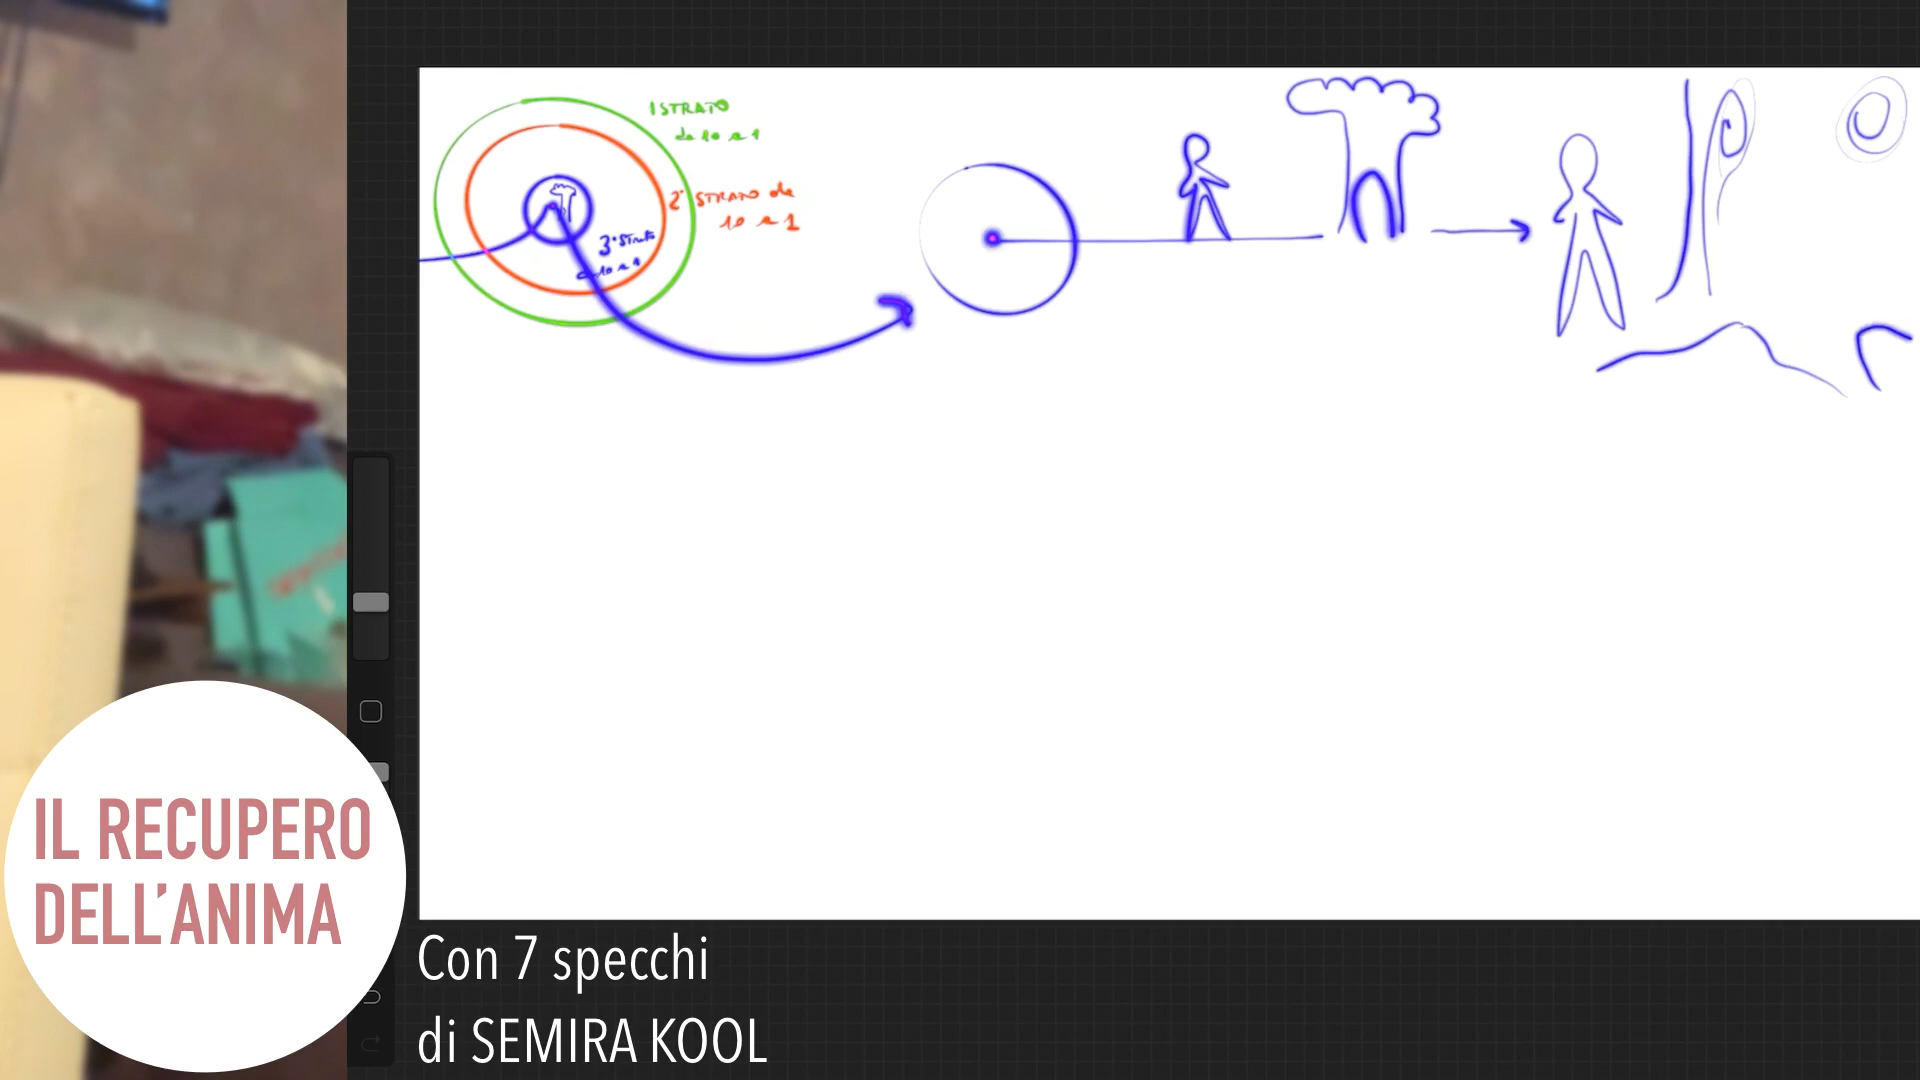 1 STRATO
da 10 a 1
2° STRATO da
10 a 1
3° Strato
da 10 a 1
IL RECUPERO
DELL'ANIMA
Con 7 specchi
di SEMIRA KOOL